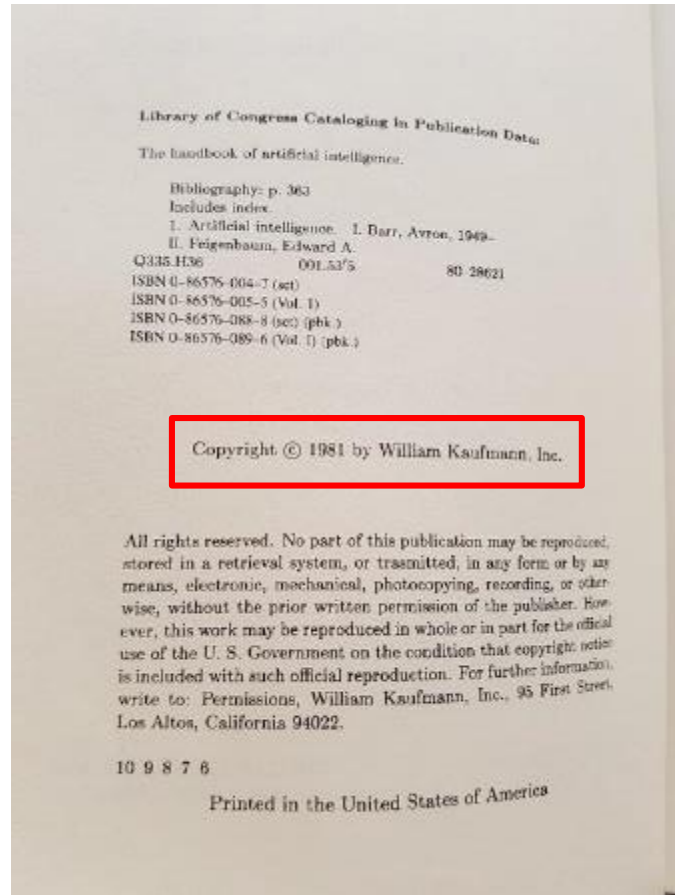 Library of Congress Cataloging in Publication Data:
The handbook of artificial intelligence.
Bibliography: p. 363
Includes index.
1. Artificial intelligence. I. Barr, Avron, 1949–
II. Feigenbaum, Edward A.
Q335.H36 001.53'5 80-28621
ISBN 0-86576-004-7 (set)
ISBN 0-86576-005-5 (Vol. I)
ISBN 0-86576-088-8 (set) (pbk.)
ISBN 0-86576-089-6 (Vol. I) (pbk.)
Copyright © 1981 by William Kaufmann, Inc.
All rights reserved. No part of this publication may be reproduced,
stored in a retrieval system, or trasmitted, in any form or by any
means, electronic, mechanical, photocopying, recording, or other-
wise, without the prior written permission of the publisher. How-
ever, this work may be reproduced in whole or in part for the official
use of the U. S. Government on the condition that copyright notice
is included with such official reproduction. For further information,
write to: Permissions, William Kaufmann, Inc., 95 First Street,
Los Altos, California 94022.
10 9 8 7 6
Printed in the United States of America